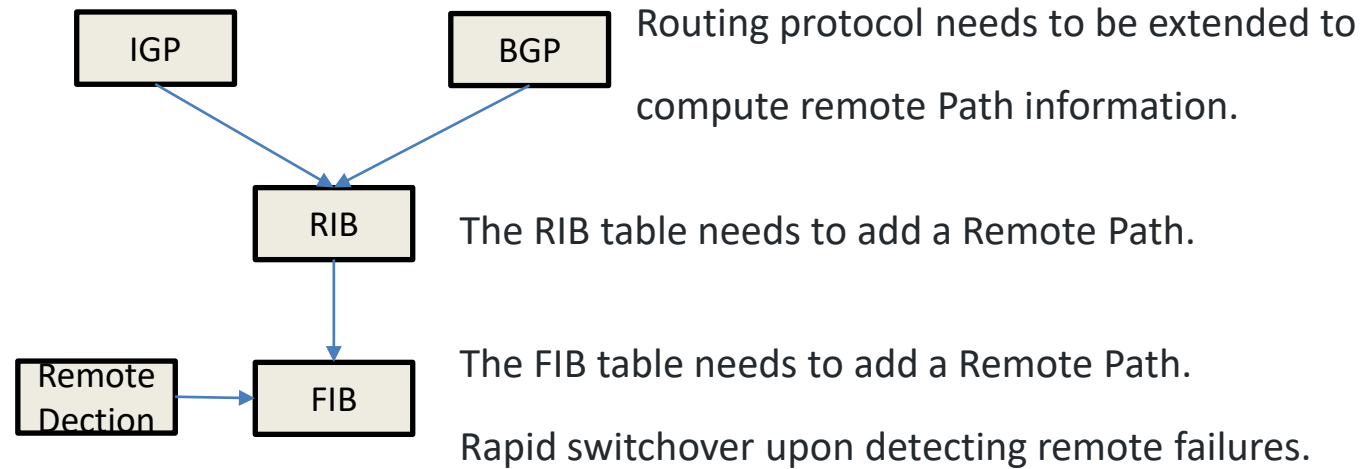 IGP
BGP
Routing protocol needs to be extended to
compute remote Path information.
RIB
The RIB table needs to add a Remote Path.
Remote
Dection
FIB
The FIB table needs to add a Remote Path.
Rapid switchover upon detecting remote failures.